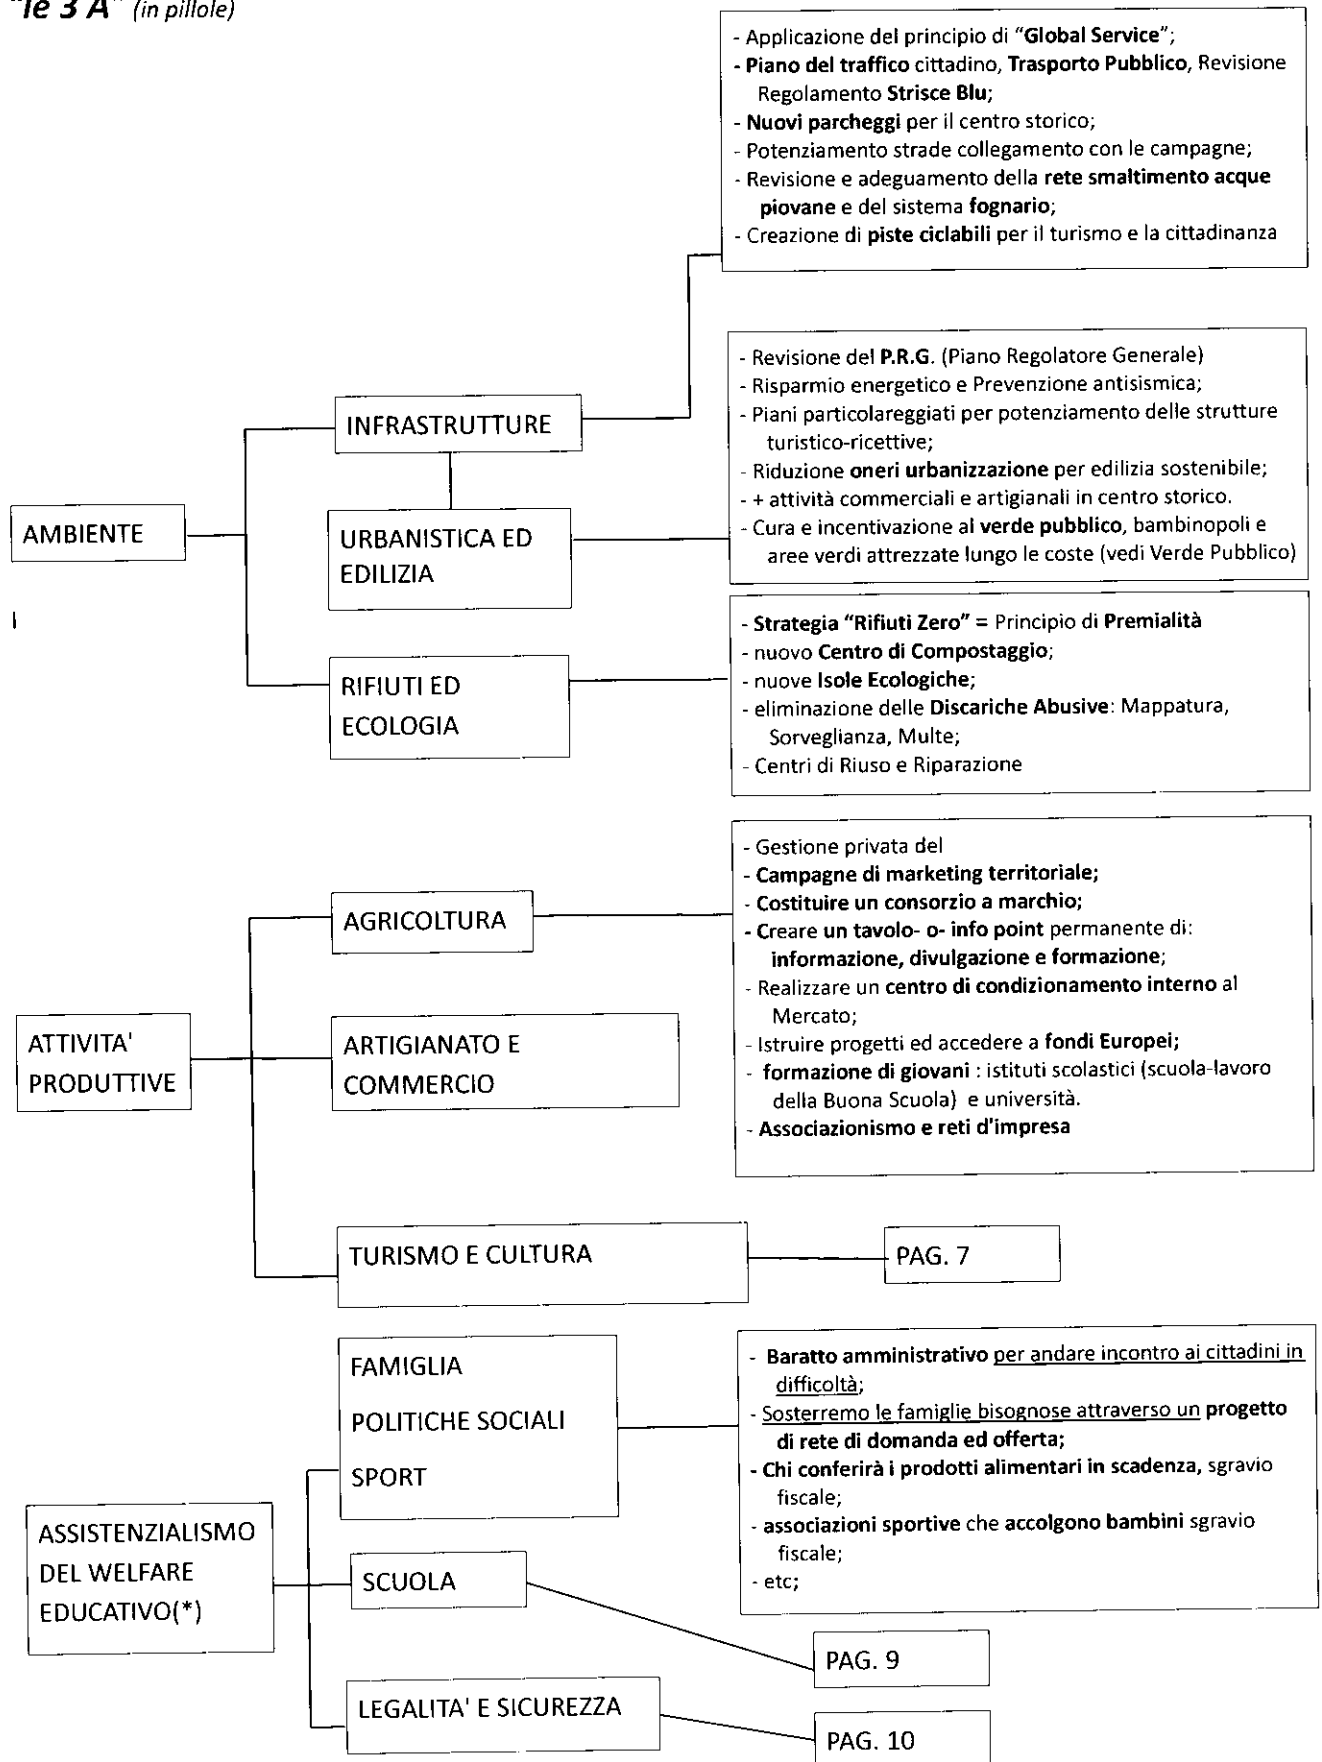 "le 3 A" (in pillole)
- Applicazione del principio di "Global Service";
- Piano del traffico cittadino, Trasporto Pubblico, Revisione
Regolamento Strisce Blu;
- Nuovi parcheggi per il centro storico;
- Potenziamento strade collegamento con le campagne;
- Revisione e adeguamento della rete smaltimento acque
piovane e del sistema fognario;
- Creazione di piste ciclabili per il turismo e la cittadinanza
AMBIENTE
INFRASTRUTTURE
URBANISTICA ED
EDILIZIA
- Revisione del P.R.G. (Piano Regolatore Generale)
- Risparmio energetico e Prevenzione antisismica;
- Piani particolareggiati per potenziamento delle strutture
turistico-ricettive;
- Riduzione oneri urbanizzazione per edilizia sostenibile;
- + attività commerciali e artigianali in centro storico.
- Cura e incentivazione al verde pubblico, bambinopoli e
aree verdi attrezzate lungo le coste (vedi Verde Pubblico)
RIFIUTI ED
ECOLOGIA
- Strategia "Rifiuti Zero" = Principio di Premialità
- nuovo Centro di Compostaggio;
- nuove Isole Ecologiche;
- eliminazione delle Discariche Abusive: Mappatura,
Sorveglianza, Multe;
- Centri di Riuso e Riparazione
ATTIVITA'
PRODUTTIVE
AGRICOLTURA
- Gestione privata del
- Campagne di marketing territoriale;
- Costituire un consorzio a marchio;
- Creare un tavolo- o- info point permanente di:
informazione, divulgazione e formazione;
- Realizzare un centro di condizionamento interno al
Mercato;
- Istruire progetti ed accedere a fondi Europei;
- formazione di giovani : istituti scolastici (scuola-lavoro
della Buona Scuola) e università.
- Associazionismo e reti d'impresa
ARTIGIANATO E
COMMERCIO
TURISMO E CULTURA
PAG. 7
ASSISTENZIALISMO
DEL WELFARE
EDUCATIVO(*)
FAMIGLIA
POLITICHE SOCIALI
SPORT
- Baratto amministrativo per andare incontro ai cittadini in
difficoltà;
- Sosterremo le famiglie bisognose attraverso un progetto
di rete di domanda ed offerta;
- Chi conferirà i prodotti alimentari in scadenza, sgravio
fiscale;
- associazioni sportive che accolgono bambini sgravio
fiscale;
- etc;
SCUOLA
PAG. 9
LEGALITA' E SICUREZZA
PAG. 10